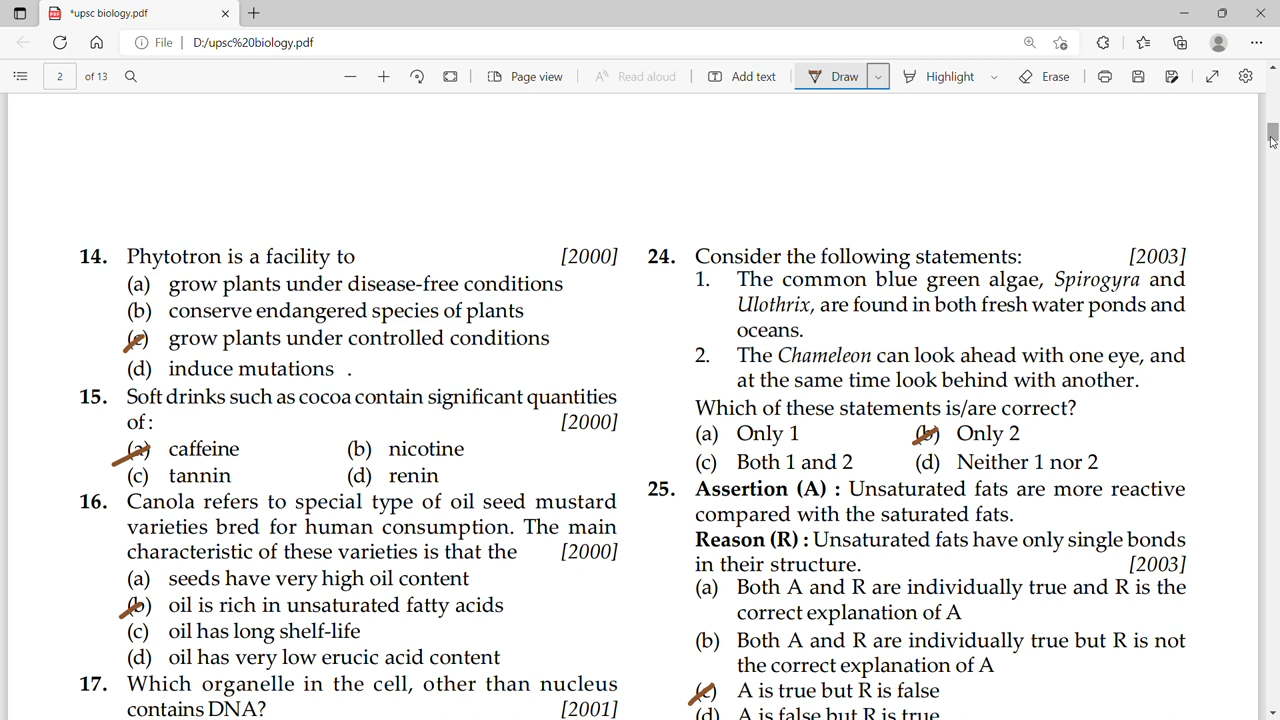 *upsc biology.pdf
File | D:/upsc%20biology.pdf
2 of 13
Page view
Read aloud
Add text
Draw
Highlight
Erase
14. Phytotron is a facility to [2000]
(a) grow plants under disease-free conditions
(b) conserve endangered species of plants
(c) grow plants under controlled conditions
(d) induce mutations .
15. Soft drinks such as cocoa contain significant quantities
of: [2000]
(a) caffeine (b) nicotine
(c) tannin (d) renin
16. Canola refers to special type of oil seed mustard
varieties bred for human consumption. The main
characteristic of these varieties is that the [2000]
(a) seeds have very high oil content
(b) oil is rich in unsaturated fatty acids
(c) oil has long shelf-life
(d) oil has very low erucic acid content
17. Which organelle in the cell, other than nucleus
contains DNA? [2001]
24. Consider the following statements: [2003]
1. The common blue green algae, Spirogyra and
Ulothrix, are found in both fresh water ponds and
oceans.
2. The Chameleon can look ahead with one eye, and
at the same time look behind with another.
Which of these statements is/are correct?
(a) Only 1 (b) Only 2
(c) Both 1 and 2 (d) Neither 1 nor 2
25. Assertion (A) : Unsaturated fats are more reactive
compared with the saturated fats.
Reason (R) : Unsaturated fats have only single bonds
in their structure. [2003]
(a) Both A and R are individually true and R is the
correct explanation of A
(b) Both A and R are individually true but R is not
the correct explanation of A
(c) A is true but R is false
(d) A is false but R is true